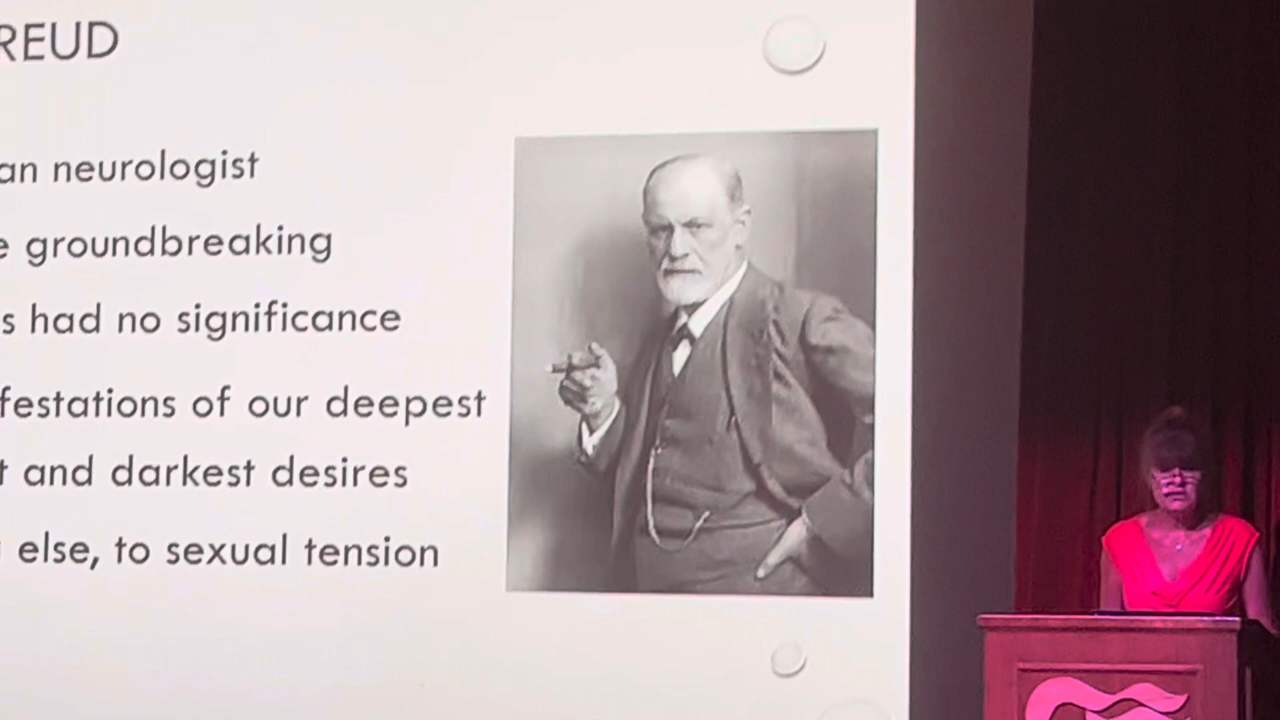 REUD
an neurologist
e groundbreaking
s had no significance
festations of our deepest
t and darkest desires
else, to sexual tension